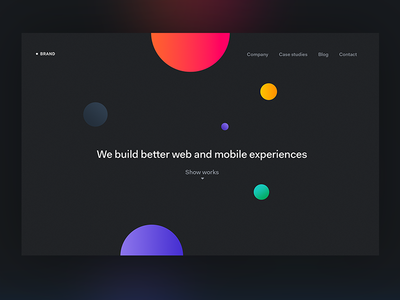 BRAND
Company Case studies Blog Contact
We build better web and mobile experiences
Show works